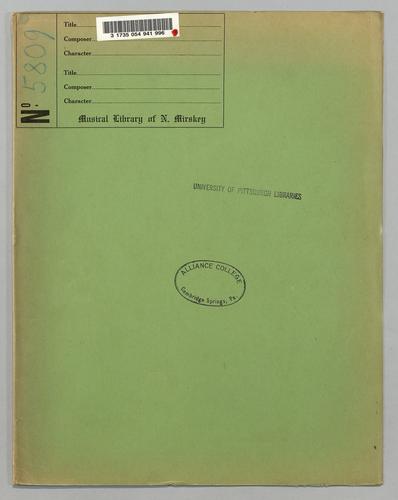 Title
3 1735 054 941 996
Composer
Character
Title
Composer
Character
No. 5809
Musical Library of N. Mirskey
UNIVERSITY OF PITTSBURGH LIBRARIES
ALLIANCE COLLEGE
Cambridge Springs, Pa.